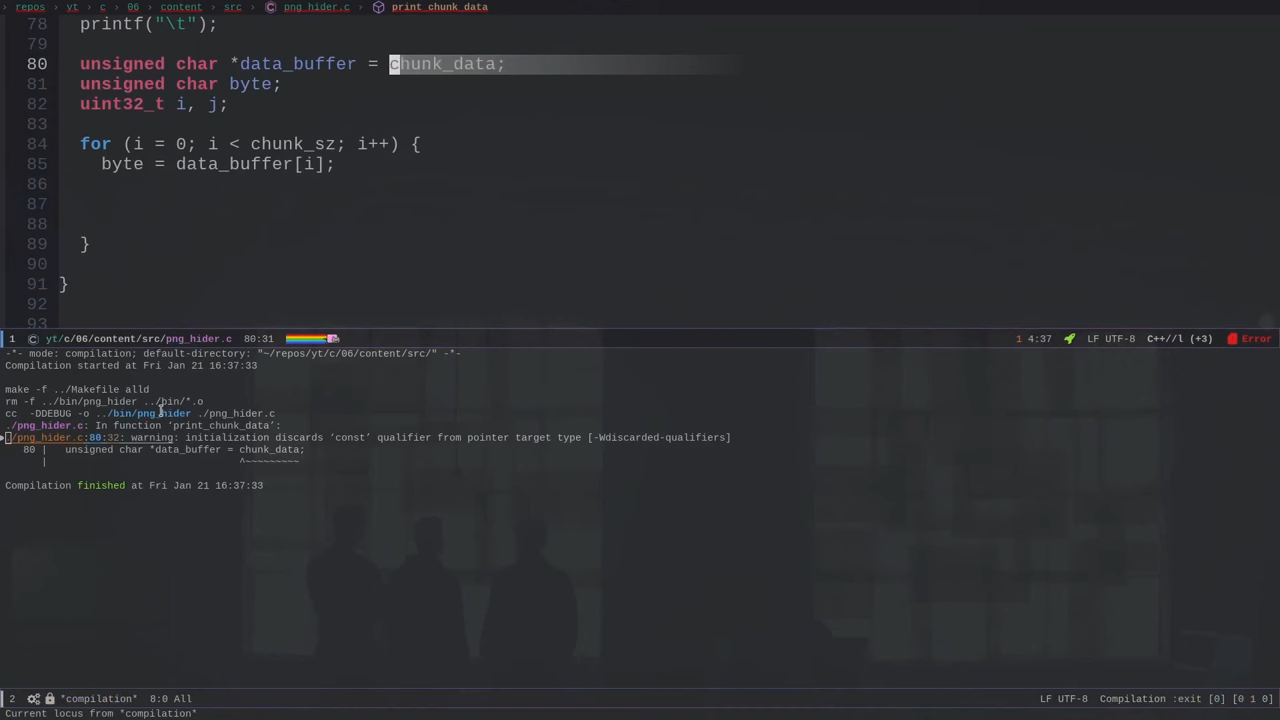 repos › yt › c › 06 › content › src › png_hider.c › print_chunk_data
78 printf("\t");
79
80 unsigned char *data_buffer = chunk_data;
81 unsigned char byte;
82 uint32_t i, j;
83
84 for (i = 0; i < chunk_sz; i++) {
85 byte = data_buffer[i];
86
87
88
89 }
90
91 }
92
93
1 yt/c/06/content/src/png_hider.c 80:31 1 4:37 LF UTF-8 C++//l (+3) Error
-*- mode: compilation; default-directory: "~/repos/yt/c/06/content/src/" -*-
Compilation started at Fri Jan 21 16:37:33
make -f ../Makefile alld
rm -f ../bin/png_hider ../bin/*.o
cc -DDEBUG -o ../bin/png_hider ./png_hider.c
./png_hider.c: In function ‘print_chunk_data’:
./png_hider.c:80:32: warning: initialization discards ‘const’ qualifier from pointer target type [-Wdiscarded-qualifiers]
80 | unsigned char *data_buffer = chunk_data;
| ^~~~~~~~~~
Compilation finished at Fri Jan 21 16:37:33
2 *compilation* 8:0 All LF UTF-8 Compilation :exit [0] [0 1 0]
Current locus from *compilation*